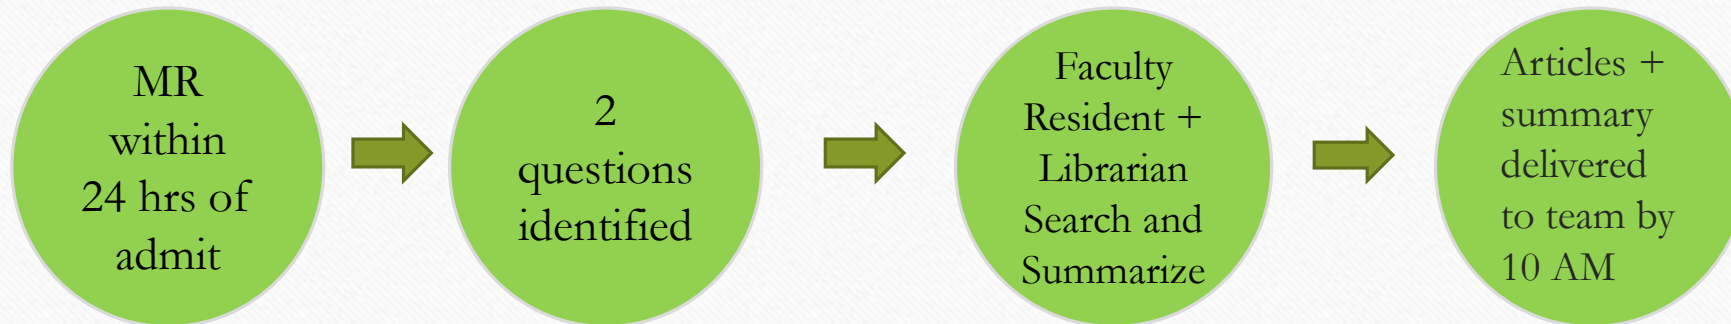 MR
within
24 hrs of
admit
2
questions
identified
Faculty
Resident +
Librarian
Search and
Summarize
Articles +
summary
delivered
to team by
10 AM